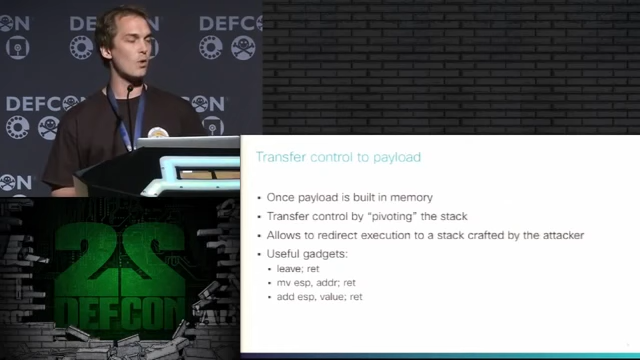 DEFCON
DEFCON
DEFCON
Transfer control to payload
• Once payload is built in memory
• Transfer control by “pivoting” the stack
• Allows to redirect execution to a stack crafted by the attacker
• Useful gadgets:
• leave; ret
• mv esp, addr; ret
• add esp, value; ret
22
DEFCON